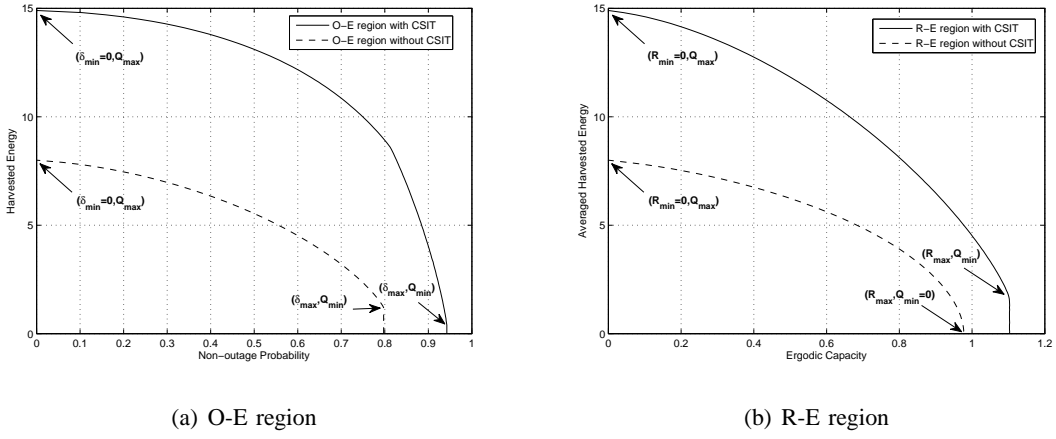 15
10
5
0
Harvested Energy
O−E region with CSIT
O−E region without CSIT
(δmin=0,Qmax)
(δmin=0,Qmax)
(δmax,Qmin)
(δmax,Qmin)
0 0.1 0.2 0.3 0.4 0.5 0.6 0.7 0.8 0.9 1
Non−outage Probability
(a) O-E region
15
10
5
0
Averaged Harvested Energy
R−E region with CSIT
R−E region without CSIT
(Rmin=0,Qmax)
(Rmin=0,Qmax)
(Rmax,Qmin)
(Rmax,Qmin=0)
0 0.2 0.4 0.6 0.8 1 1.2
Ergodic Capacity
(b) R-E region